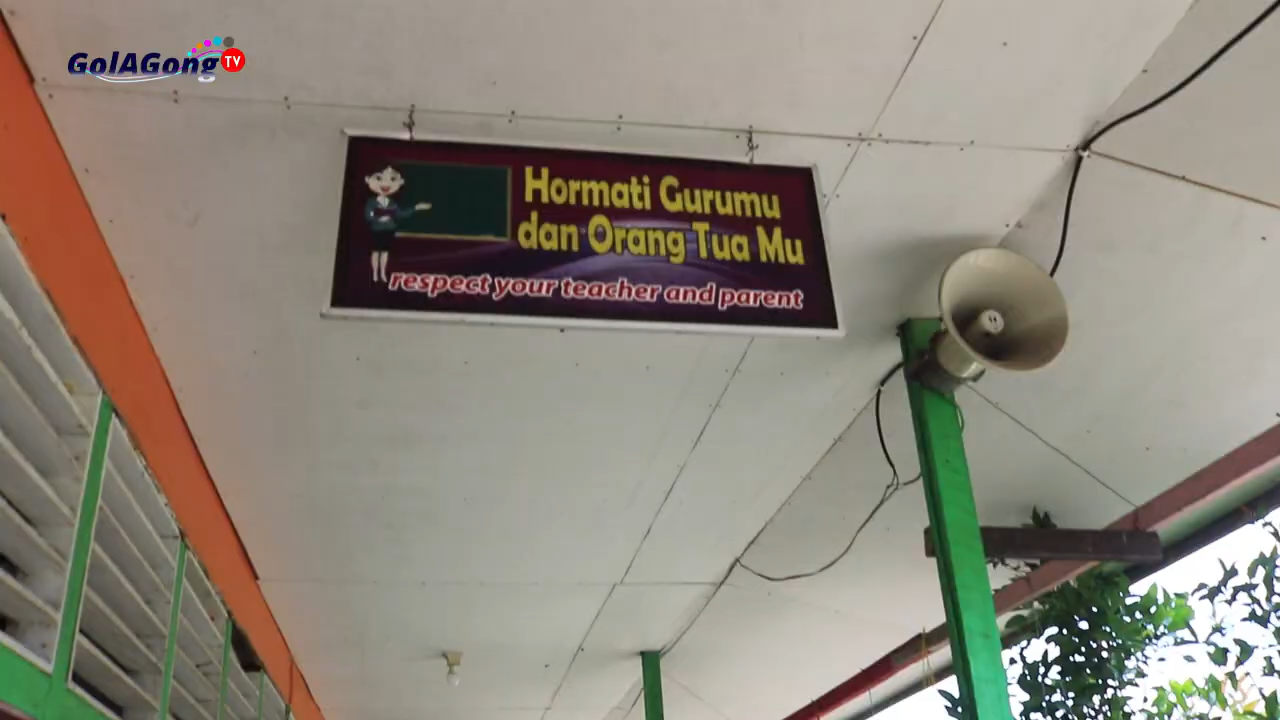 GolAGong TV
Hormati Gurumu
dan Orang Tua Mu
respect your teacher and parent